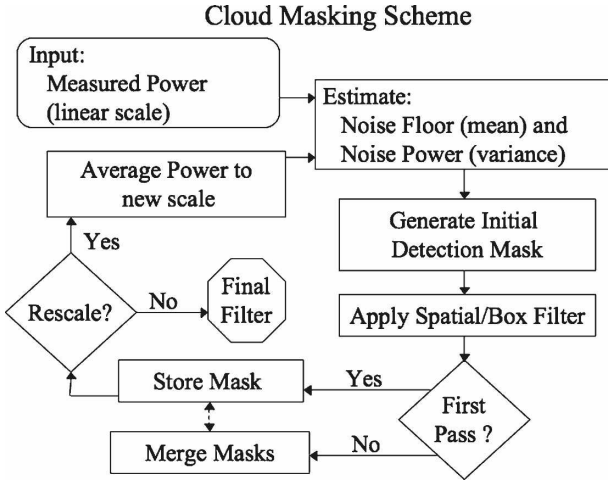 Cloud Masking Scheme
Input:
Measured Power
(linear scale)
Estimate:
Noise Floor (mean) and
Noise Power (variance)
Average Power to
new scale
Generate Initial
Detection Mask
Yes
Rescale?
No
Final
Filter
Apply Spatial/Box Filter
Store Mask
Yes
First
Pass ?
No
Merge Masks